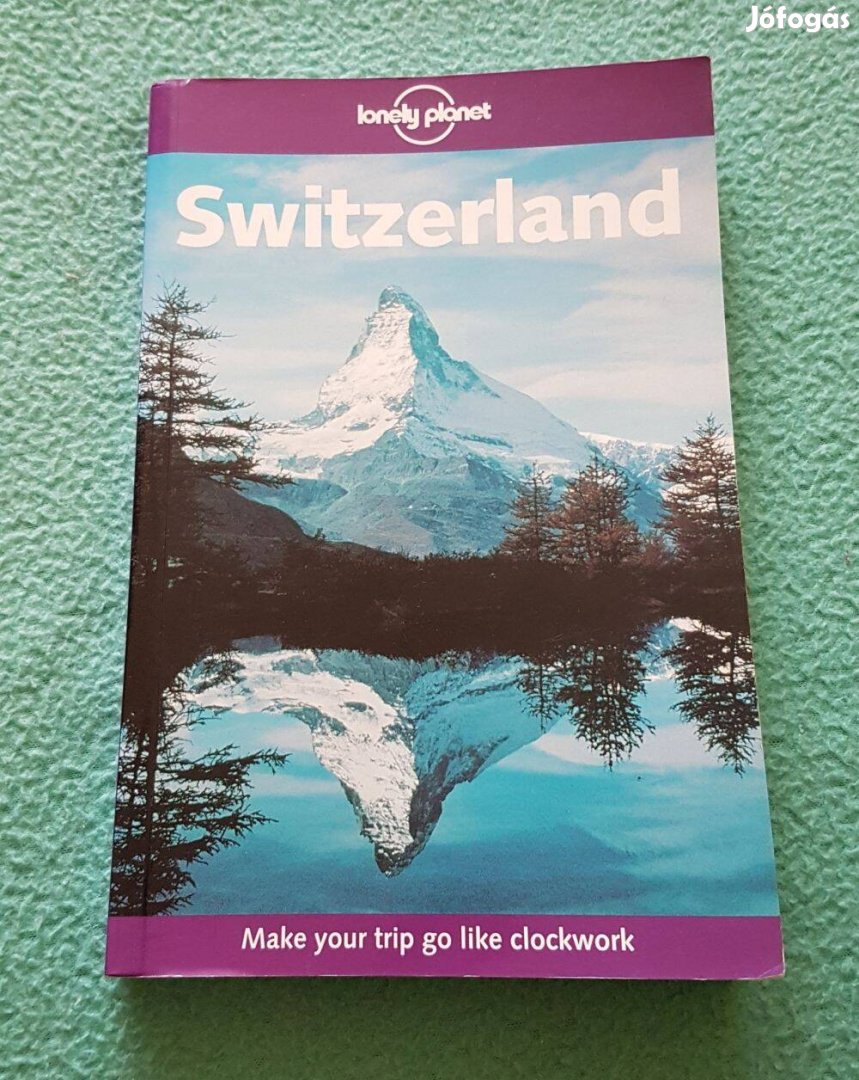 Jófogás
lonely planet
Switzerland
Make your trip go like clockwork